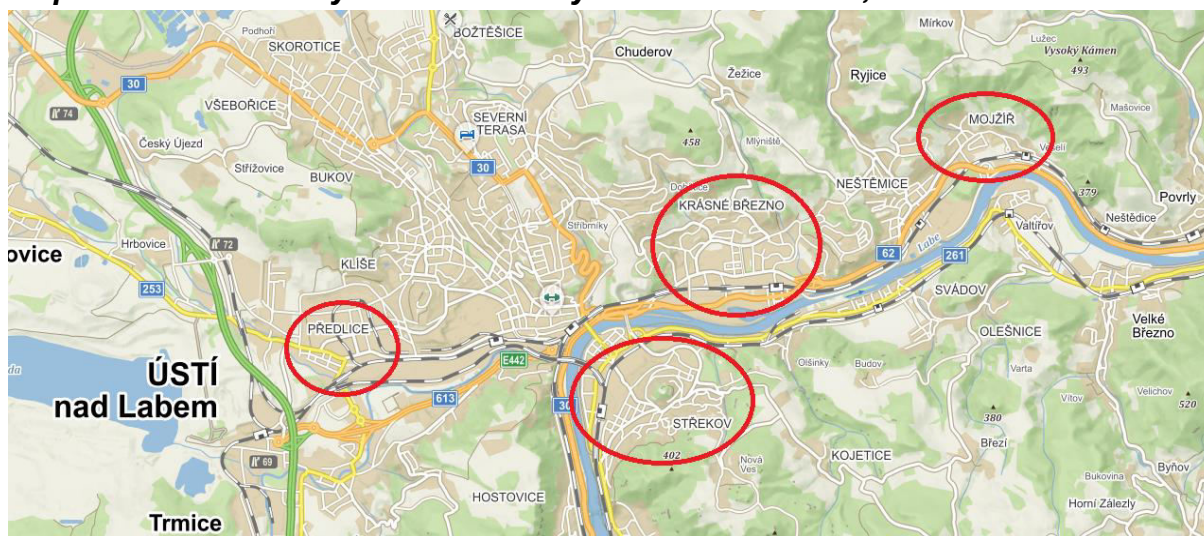 Podhoří
SKOROTICE
BOŽTĚŠICE
Chuderov
Mírkov
Lužec
Vysoký Kámen
493
30
Žežice
Ryjice
Mašovice
74
VŠEBOŘICE
SEVERNÍ
TERASA
458
Mlýniště
MOJŽÍŘ
Český Újezd
Veselí
Střížovice
BUKOV
30
Dobětice
NEŠTĚMICE
379
Povrly
KRÁSNÉ BŘEZNO
Neštědice
Stříbrníky
Valtířov
Hrbovice
72
ovice
KLÍŠE
62
Labe
261
253
SVÁDOV
PŘEDLICE
Velké
Březno
OLEŠNICE
ÚSTÍ
nad Labem
E442
Olšinky
Budov
Varta
613
30
Vítov
Velichov
520
STŘEKOV
380
402
KOJETICE
Březí
69
Nová
Ves
Byňov
Bukovina
HOSTOVICE
Horní Zálezly
Trmice